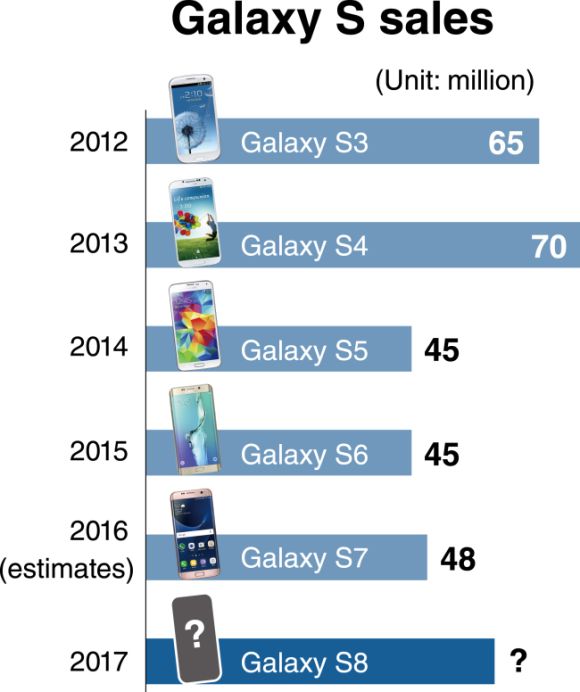 Galaxy S sales
(Unit: million)
2012 Galaxy S3 65
2013 Galaxy S4 70
2014 Galaxy S5 45
2015 Galaxy S6 45
2016
(estimates) Galaxy S7 48
2017 ? Galaxy S8 ?